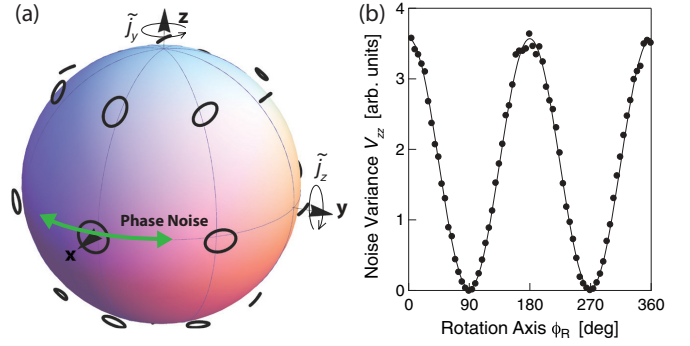 (a)
j̃y
z
j̃z
y
Phase Noise
x
(b)
Noise Variance Vzz [arb. units]
4
3
2
1
0
0 90 180 270 360
Rotation Axis ϕR [deg]